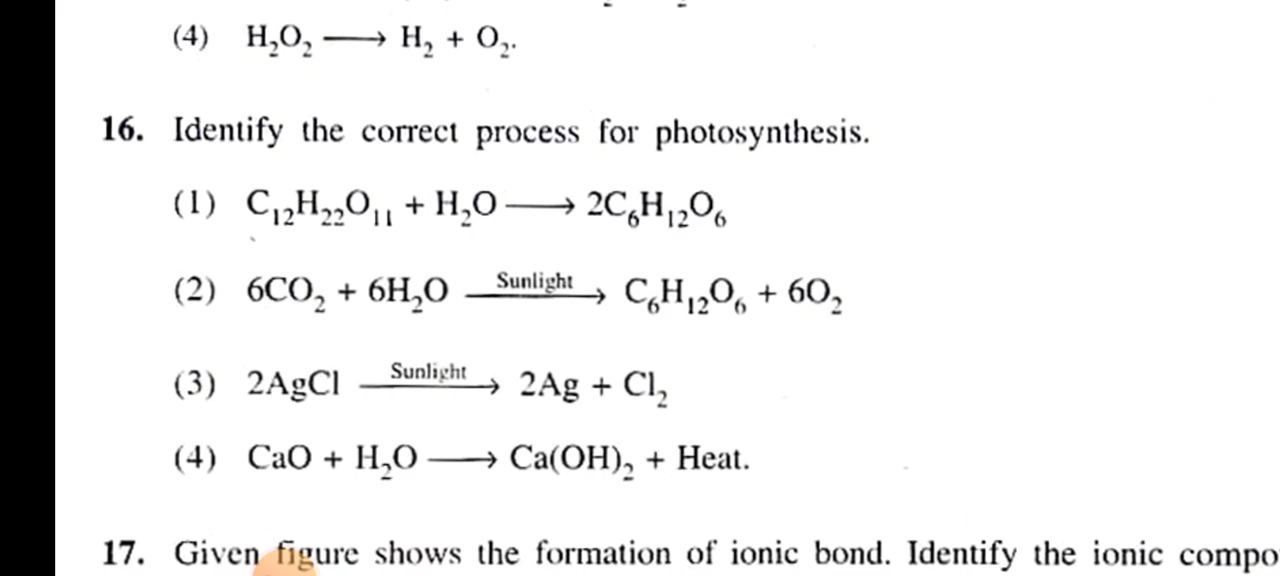 (4) H₂O₂ ⟶ H₂ + O₂.
16. Identify the correct process for photosynthesis.
(1) C₁₂H₂₂O₁₁ + H₂O ⟶ 2C₆H₁₂O₆
(2) 6CO₂ + 6H₂O —Sunlight→ C₆H₁₂O₆ + 6O₂
(3) 2AgCl —Sunlight→ 2Ag + Cl₂
(4) CaO + H₂O ⟶ Ca(OH)₂ + Heat.
17. Given figure shows the formation of ionic bond. Identify the ionic compo